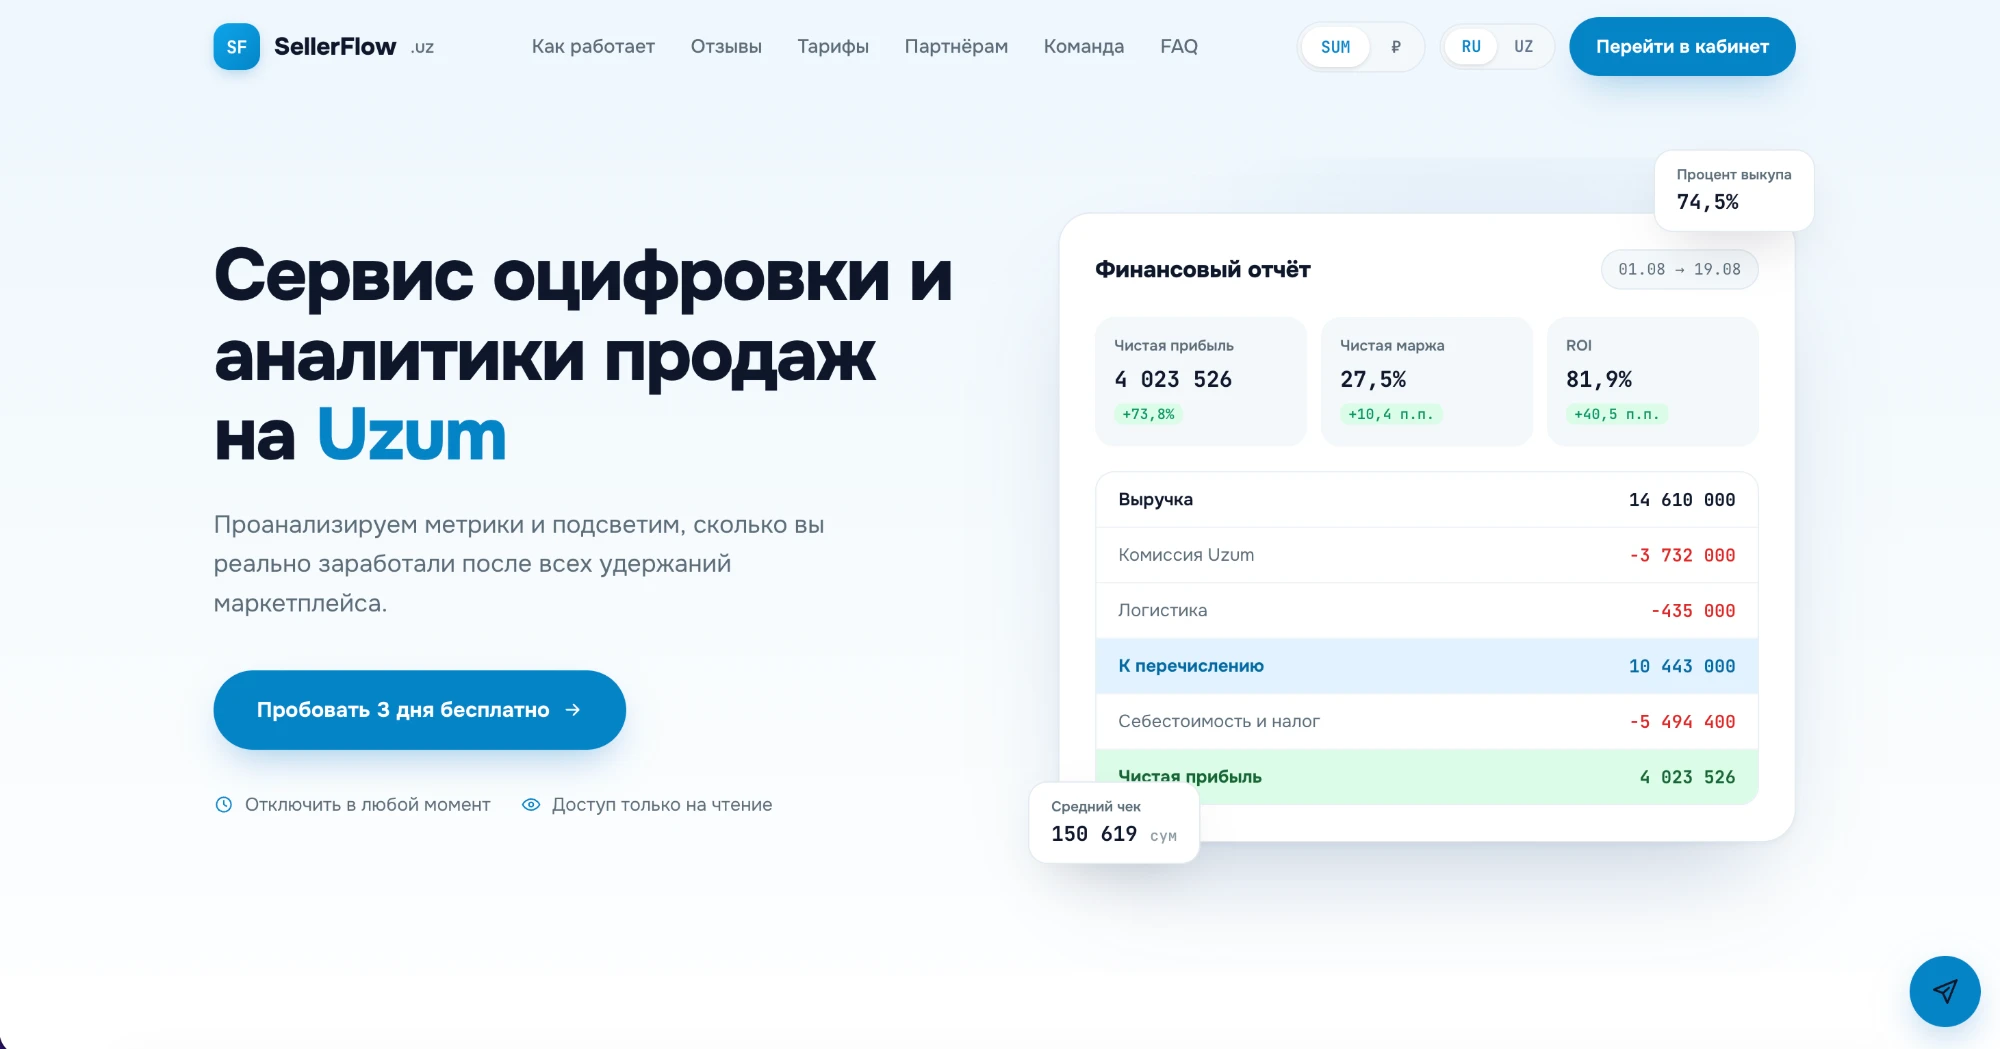 SF SellerFlow .uz
Как работает Отзывы Тарифы Партнёрам Команда FAQ
SUM ₽ RU UZ Перейти в кабинет
Сервис оцифровки и
аналитики продаж
на Uzum
Проанализируем метрики и подсветим, сколько вы
реально заработали после всех удержаний
маркетплейса.
Пробовать 3 дня бесплатно →
Отключить в любой момент Доступ только на чтение
Процент выкупа
74,5%
Финансовый отчёт 01.08 → 19.08
Чистая прибыль Чистая маржа ROI
4 023 526 27,5% 81,9%
+73,8% +10,4 п.п. +40,5 п.п.
Выручка 14 610 000
Комиссия Uzum -3 732 000
Логистика -435 000
К перечислению 10 443 000
Себестоимость и налог -5 494 400
Чистая прибыль 4 023 526
Средний чек
150 619 сум